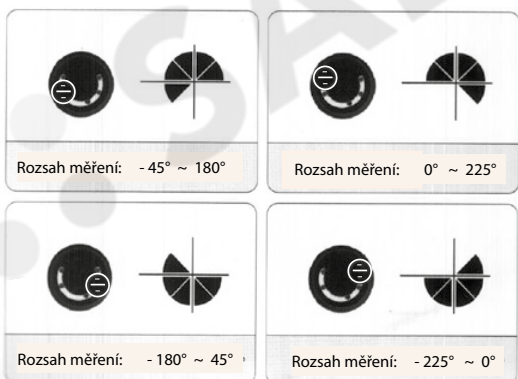 Rozsah měření: - 45° ~ 180°
Rozsah měření: 0° ~ 225°
Rozsah měření: - 180° ~ 45°
Rozsah měření: - 225° ~ 0°